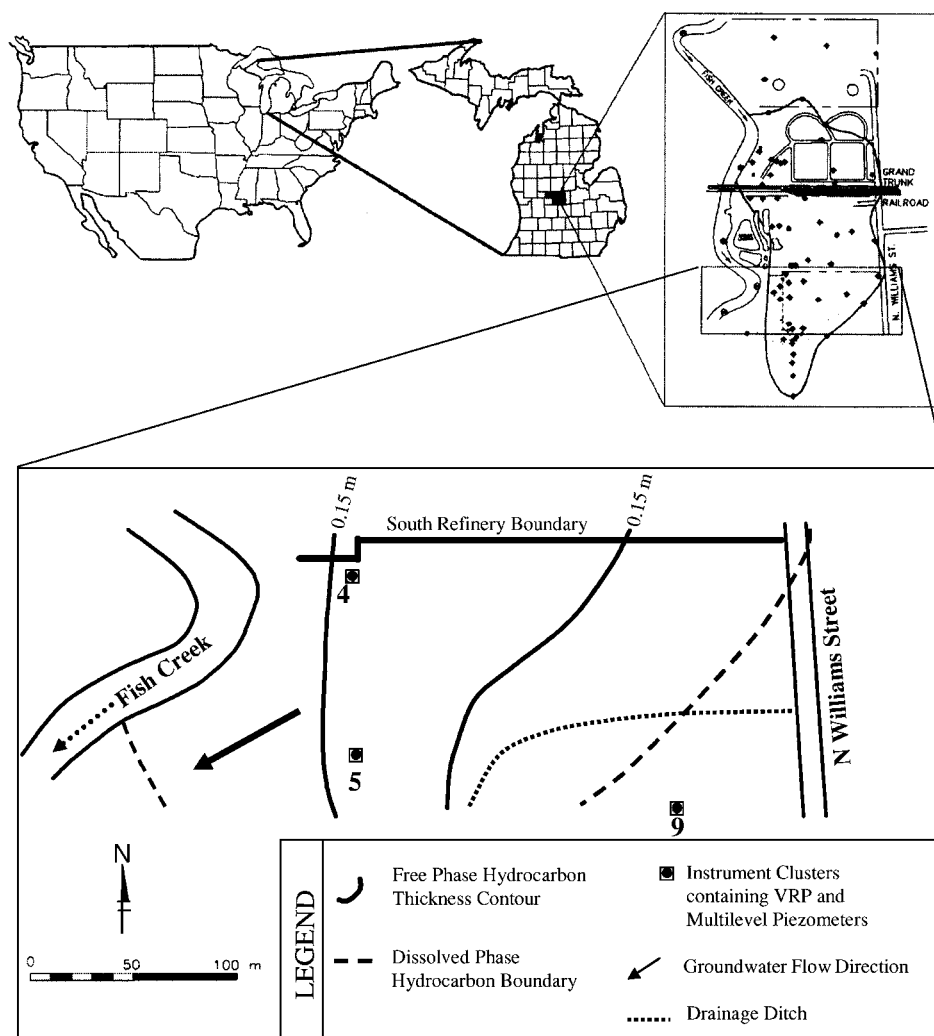 FISH CREEK
GRAND
TRUNK
RAILROAD
N. WILLIAMS ST.
0.15 m
0.15 m
South Refinery Boundary
4
Fish Creek
N Williams Street
5
9
N
0 50 100 m
LEGEND
Free Phase Hydrocarbon
Thickness Contour
Dissolved Phase
Hydrocarbon Boundary
Instrument Clusters
containing VRP and
Multilevel Piezometers
Groundwater Flow Direction
Drainage Ditch